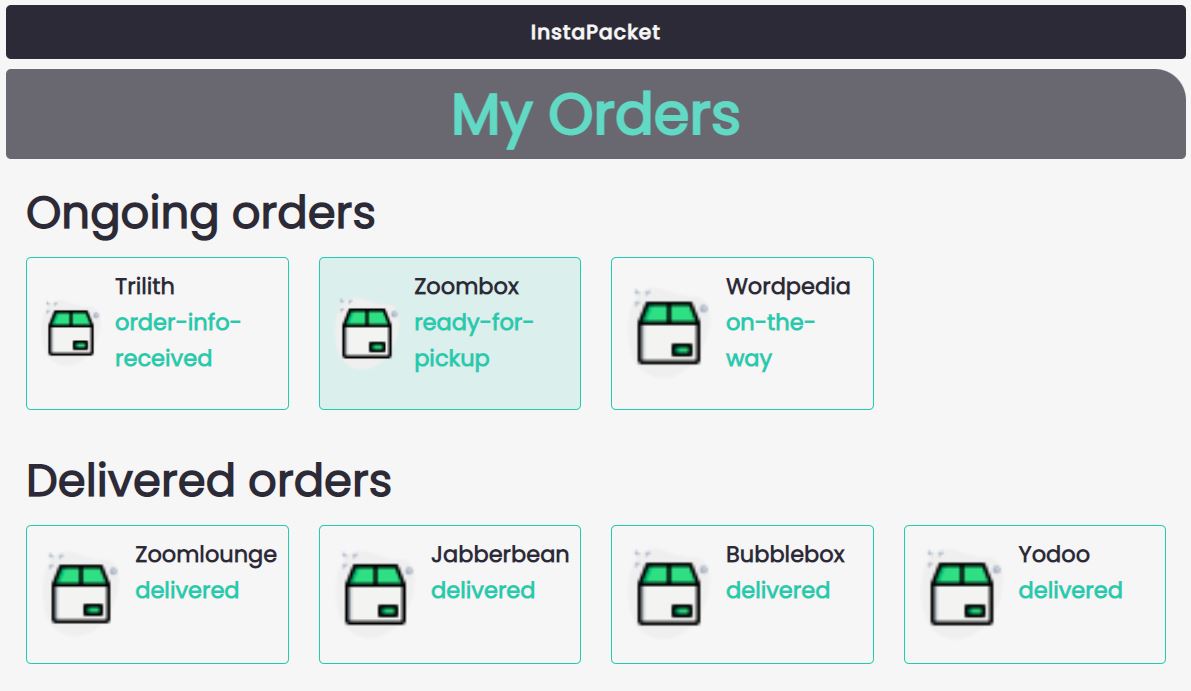 InstaPacket
My Orders
Ongoing orders
Trilith
order-info-
received
Zoombox
ready-for-
pickup
Wordpedia
on-the-
way
Delivered orders
Zoomlounge
delivered
Jabberbean
delivered
Bubblebox
delivered
Yodoo
delivered